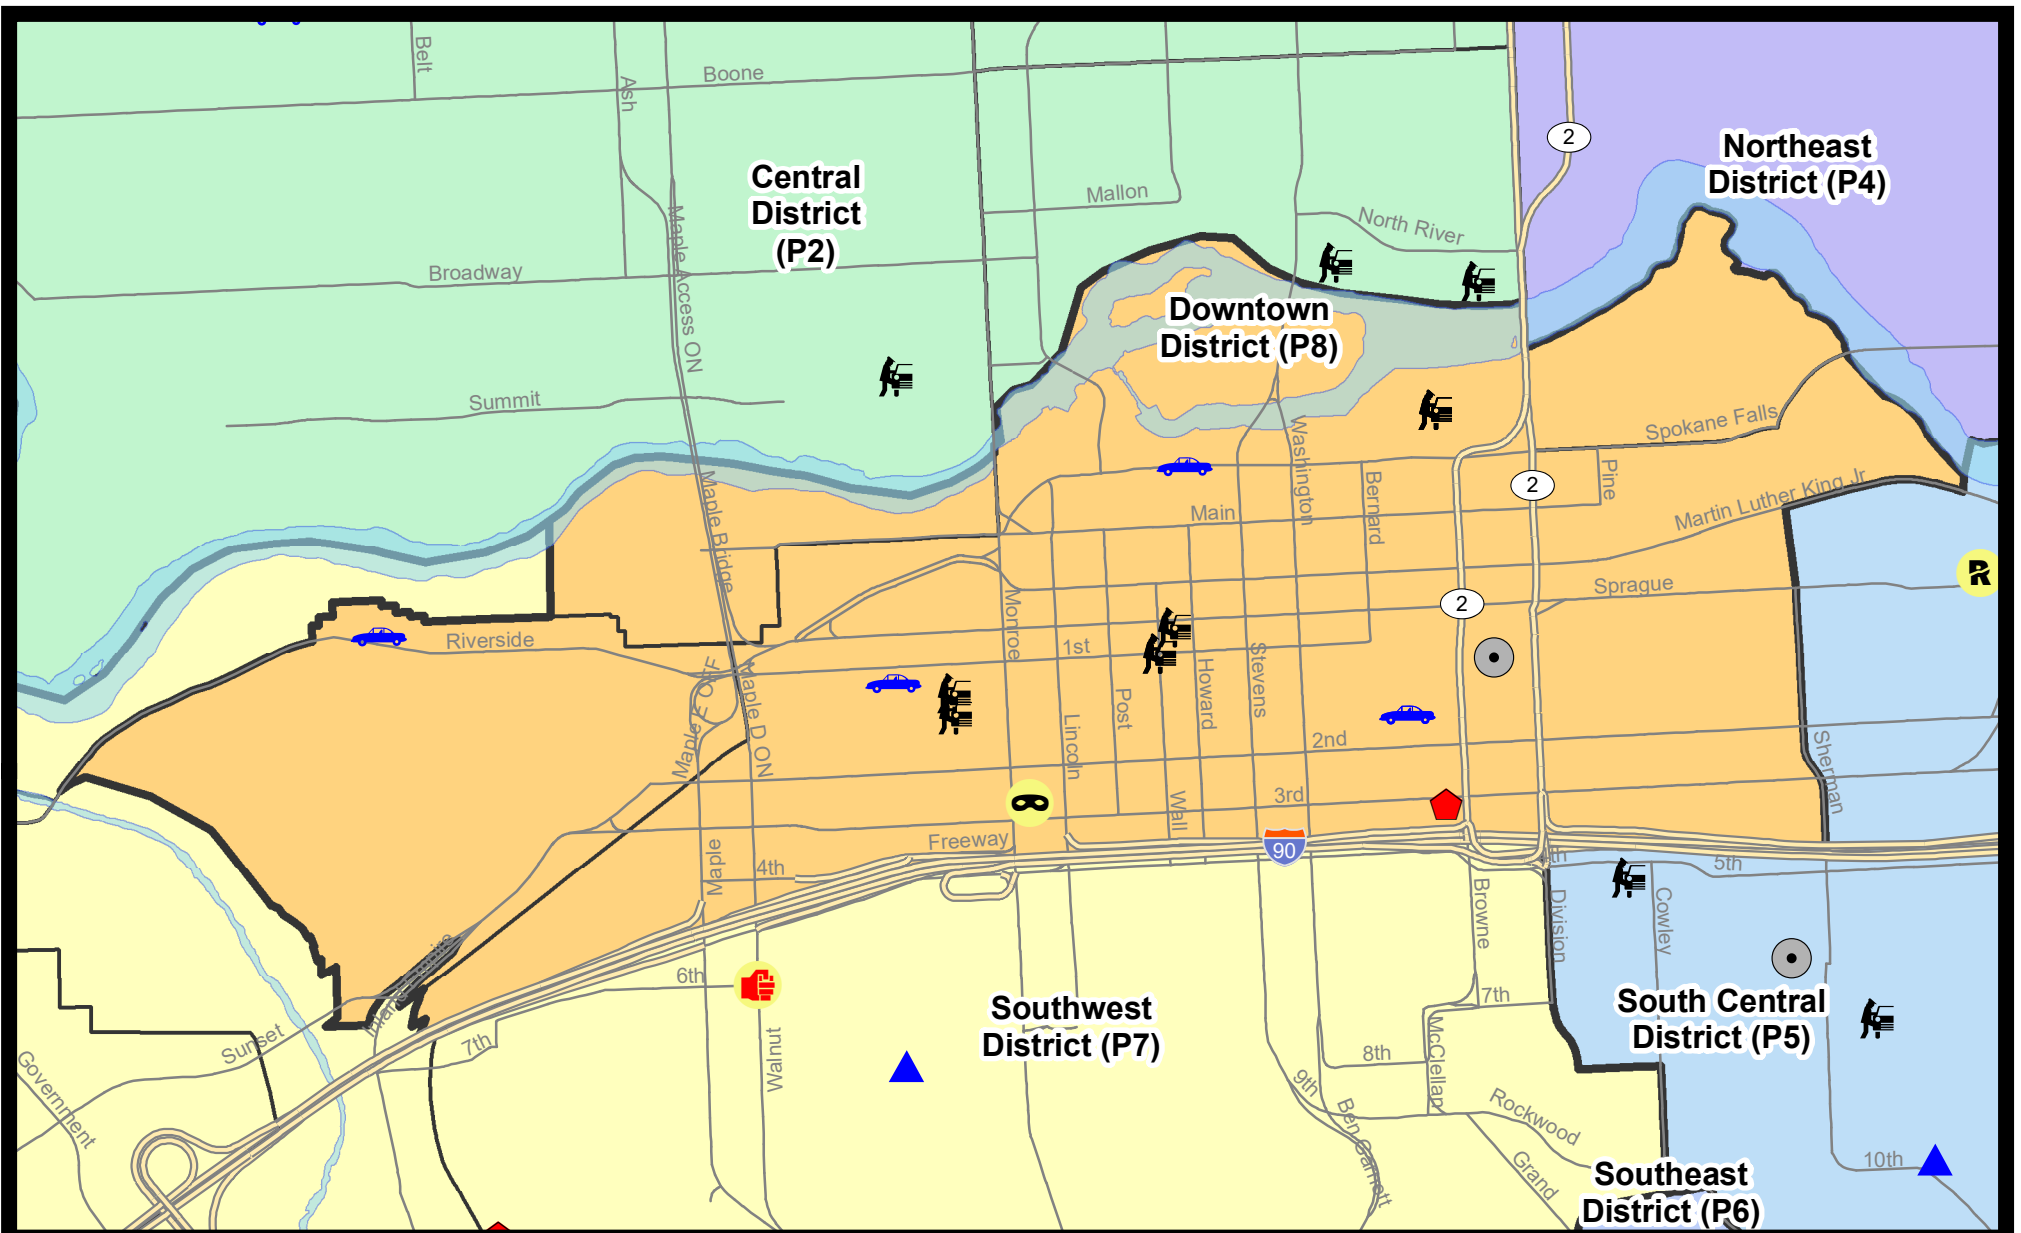 Belt
Boone
Ash
2
Northeast
District (P4)
Central
District
(P2)
Mallon
North River
Maple Access ON
Broadway
Downtown
District (P8)
Summit
Spokane Falls
Washington
Bernard
Pine
2
Maple Bridge
Main
Martin Luther King Jr
R
Sprague
2
Monroe
Riverside
1st
Maple E OFF
Maple D ON
Lincoln
Post
Howard
Stevens
2nd
Sherman
3rd
Wall
Freeway
90
4th
Maple
4th
5th
Browne
Division
Cowley
6th
Sunset
7th
Walnut
Southwest
District (P7)
7th
McClellan
South Central
District (P5)
Government
8th
9th
Ben Garnett
Rockwood
Grand
10th
Southeast
District (P6)